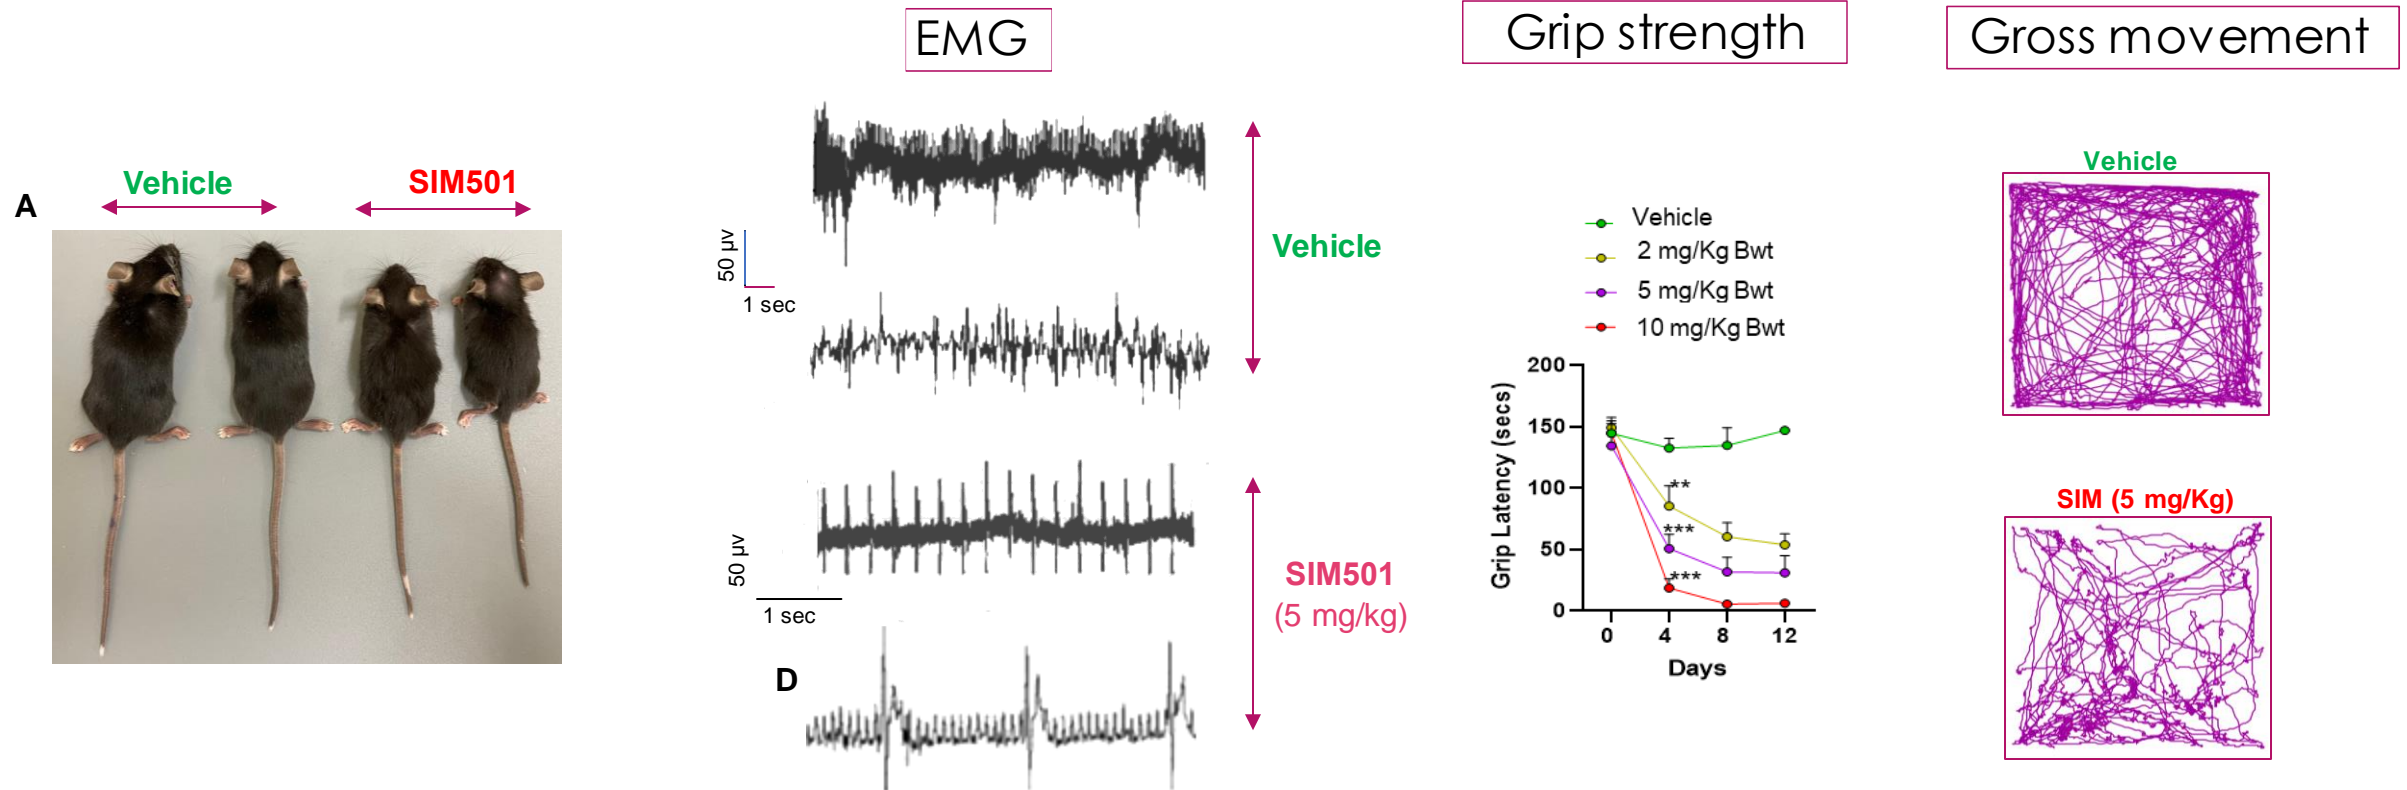 EMG
Grip strength
Gross movement
A
Vehicle
SIM501
50 µv
1 sec
Vehicle
50 µv
1 sec
SIM501
(5 mg/kg)
D
Vehicle
2 mg/Kg Bwt
5 mg/Kg Bwt
10 mg/Kg Bwt
Grip Latency (secs)
200
150
100
50
0
**
***
***
0
4
8
12
Days
Vehicle
SIM (5 mg/Kg)